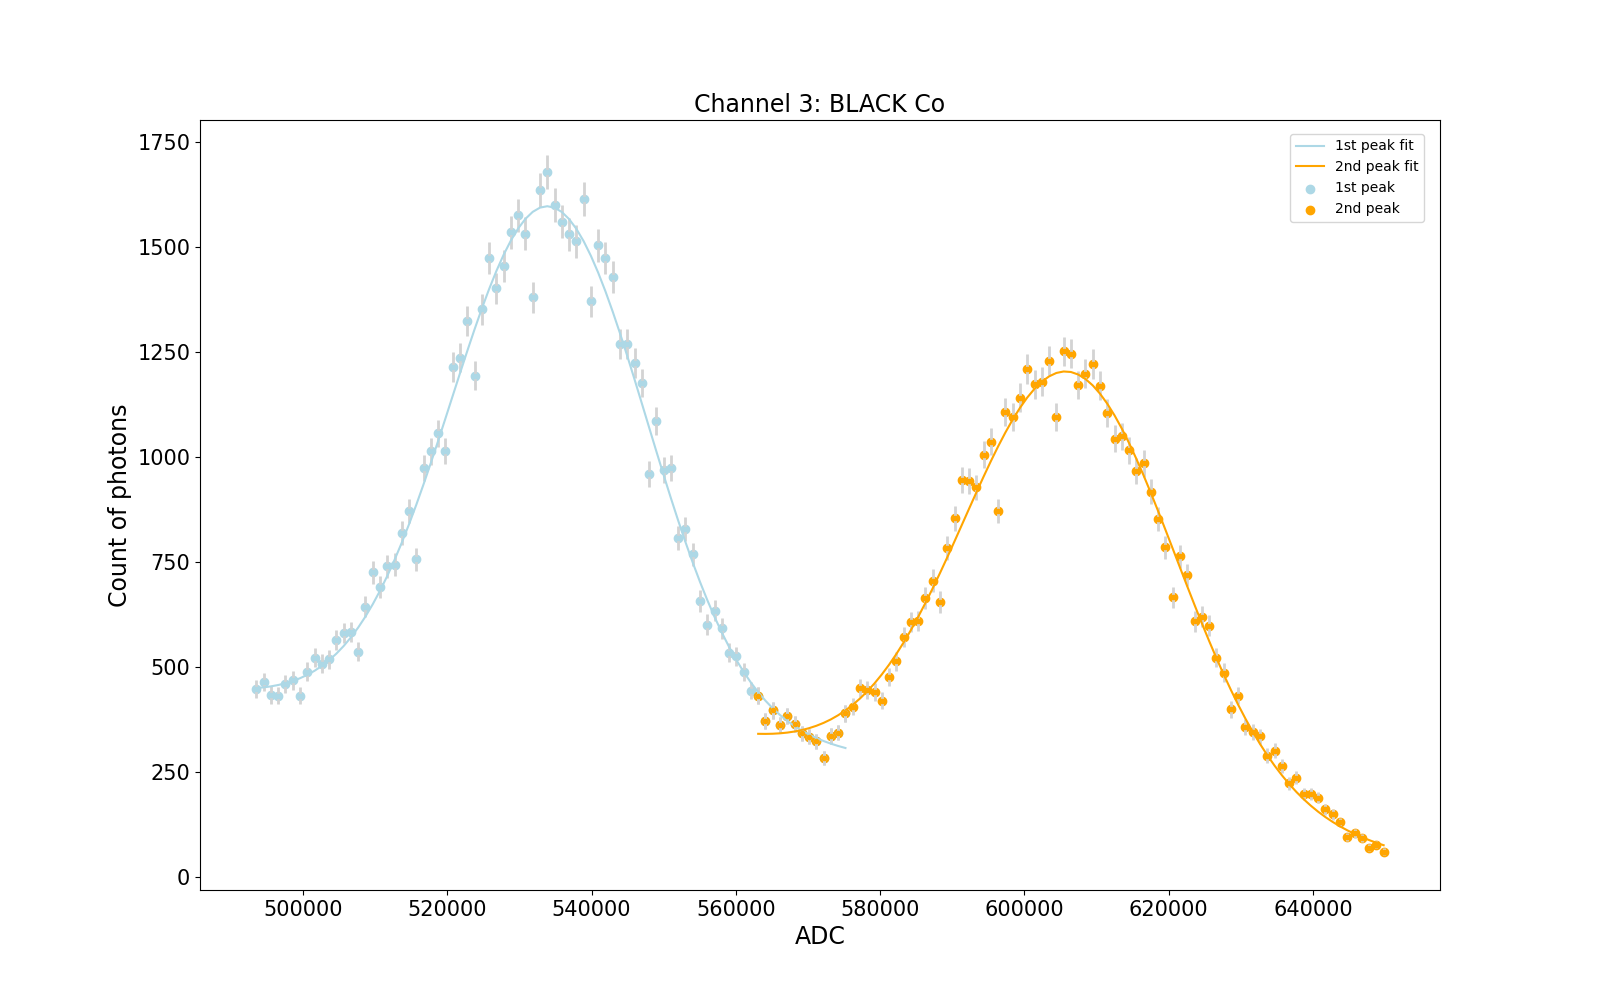 Channel 3: BLACK Co
1st peak fit
2nd peak fit
1st peak
2nd peak
Count of photons
1750
1500
1250
1000
750
500
250
0
500000 520000 540000 560000 580000 600000 620000 640000
ADC